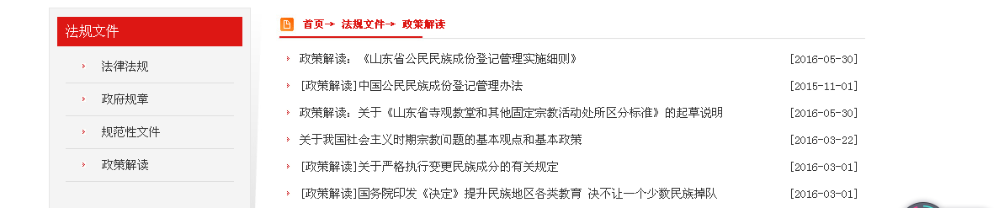 法规文件
法律法规
政府规章
规范性文件
政策解读
首页→ 法规文件→ 政策解读
政策解读：《山东省公民民族成份登记管理实施细则》 [2016-05-30]
[政策解读]中国公民民族成份登记管理办法 [2015-11-01]
政策解读：关于《山东省寺观教堂和其他固定宗教活动处所区分标准》的起草说明 [2016-05-30]
关于我国社会主义时期宗教问题的基本观点和基本政策 [2016-03-22]
[政策解读]关于严格执行变更民族成分的有关规定 [2016-03-01]
[政策解读]国务院印发《决定》提升民族地区各类教育 决不让一个少数民族掉队 [2016-03-01]